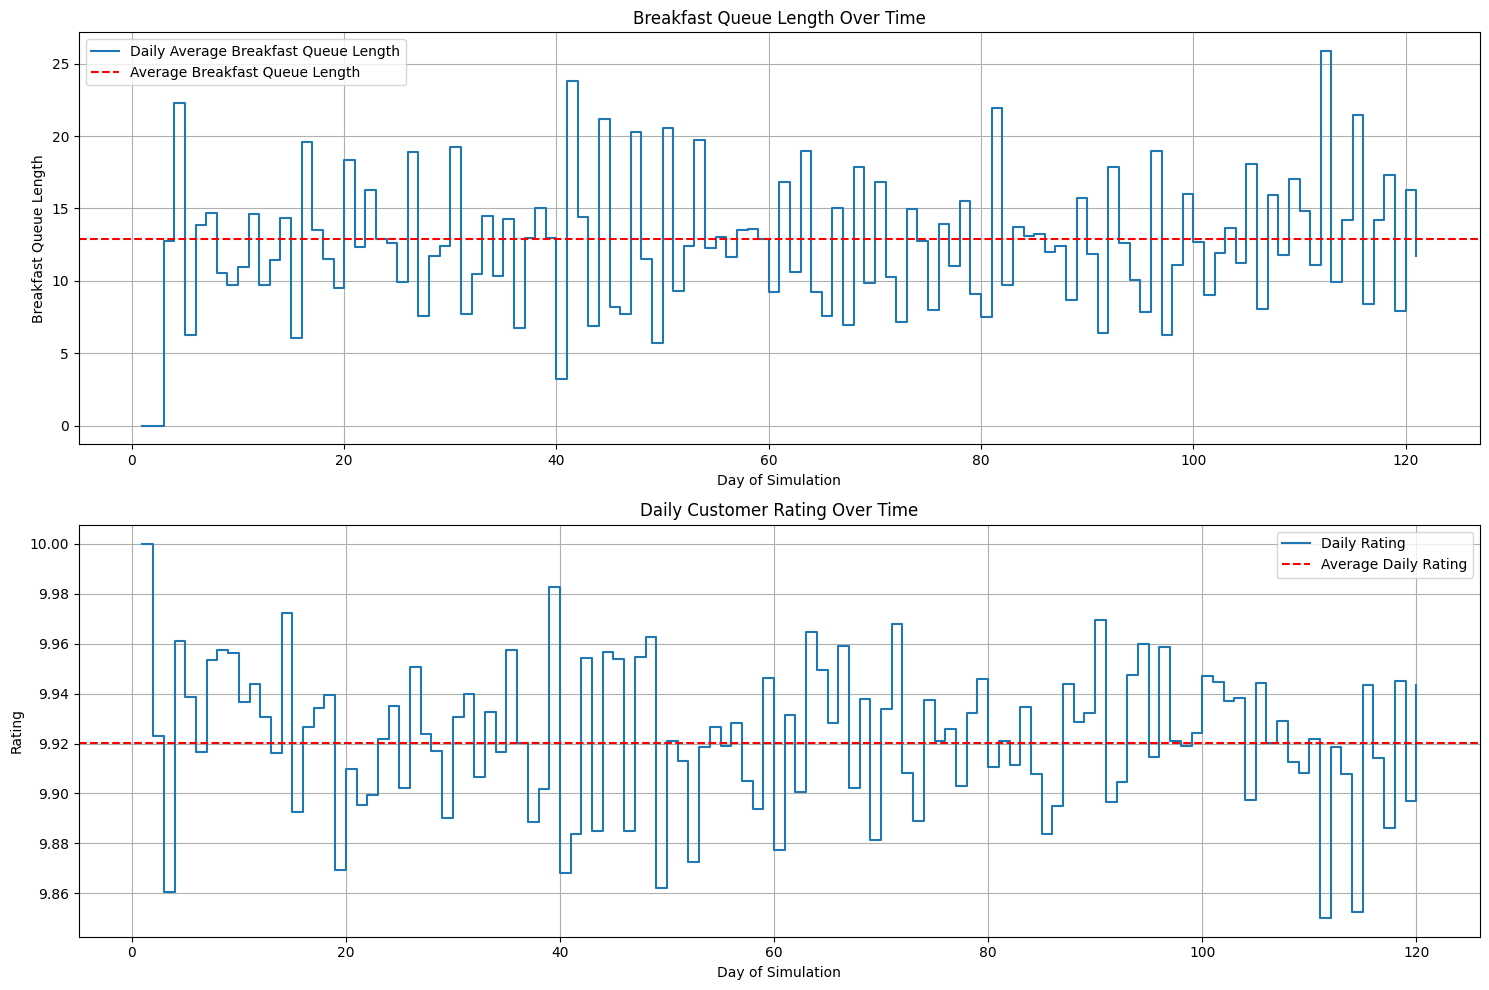 Breakfast Queue Length Over Time
Daily Average Breakfast Queue Length
Average Breakfast Queue Length
Breakfast Queue Length
25
20
15
10
5
0
0 20 40 60 80 100 120
Day of Simulation
Daily Customer Rating Over Time
Daily Rating
Average Daily Rating
Rating
10.00
9.98
9.96
9.94
9.92
9.90
9.88
9.86
0 20 40 60 80 100 120
Day of Simulation